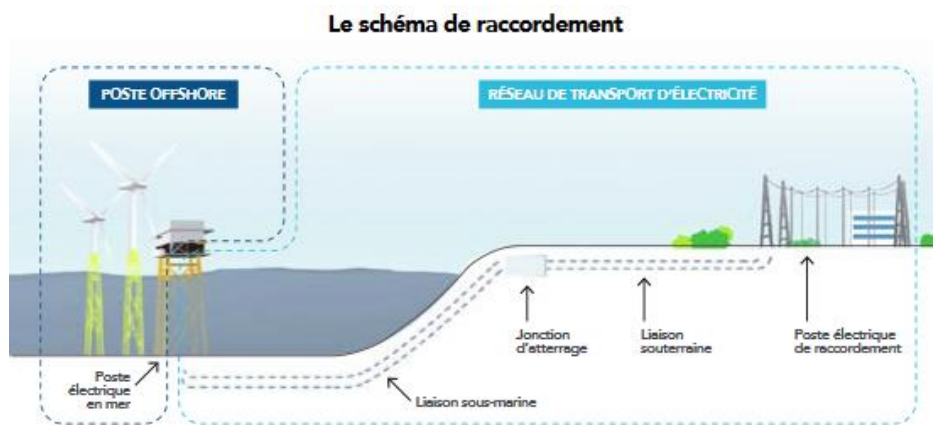 Le schéma de raccordement
POSTE OFFSHORE
RÉSEAU DE TRANSPORT D'ÉLECTRICITÉ
Poste
électrique
en mer
Liaison sous-marine
Jonction
d'atterrage
Liaison
souterraine
Poste électrique
de raccordement